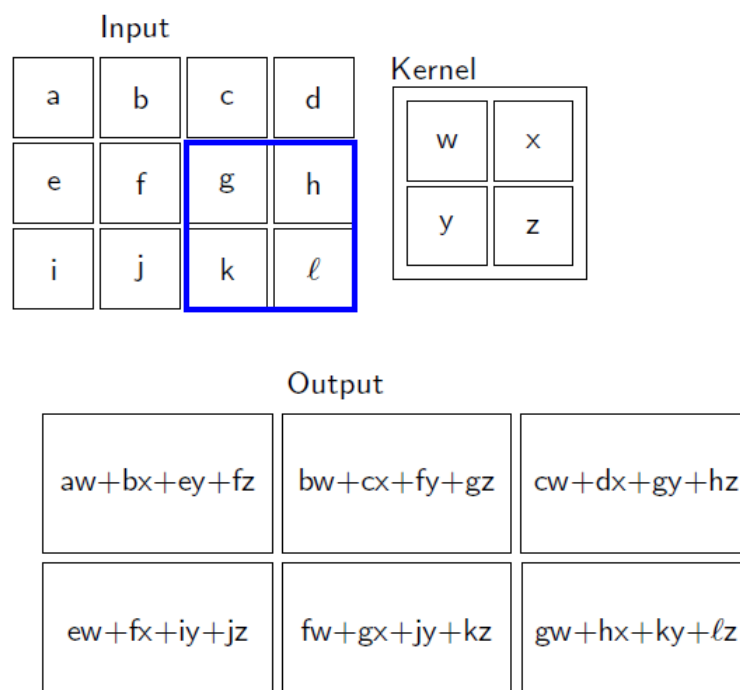 Input
a b c d
e f g h
i j k ℓ
Kernel
w x
y z
Output
aw+bx+ey+fz bw+cx+fy+gz cw+dx+gy+hz
ew+fx+iy+jz fw+gx+jy+kz gw+hx+ky+ℓz